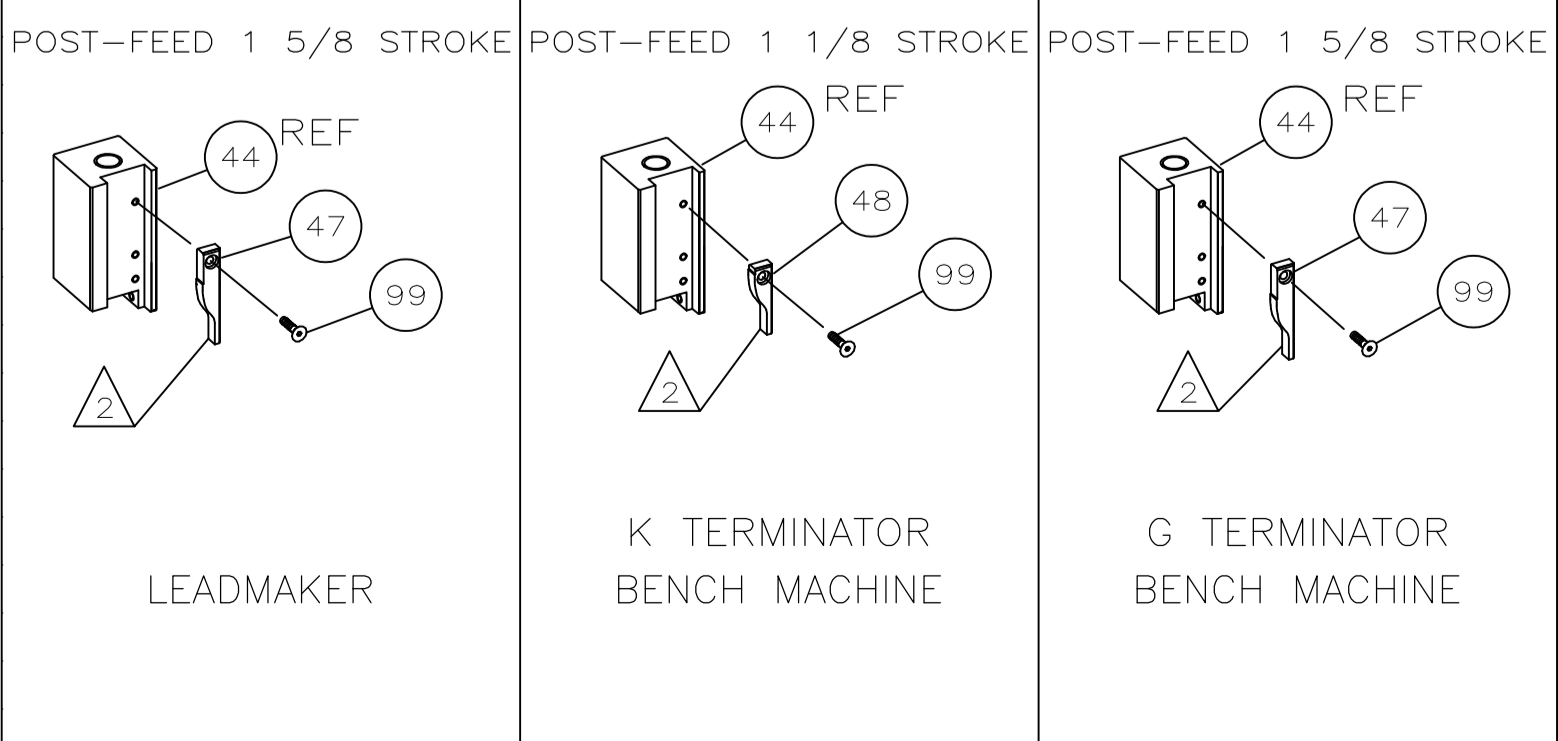 POST-FEED 1 5/8 STROKE
44
REF
47
99
2
LEADMAKER
POST-FEED 1 1/8 STROKE
44
REF
48
99
2
K TERMINATOR
BENCH MACHINE
POST-FEED 1 5/8 STROKE
44
REF
47
99
2
G TERMINATOR
BENCH MACHINE